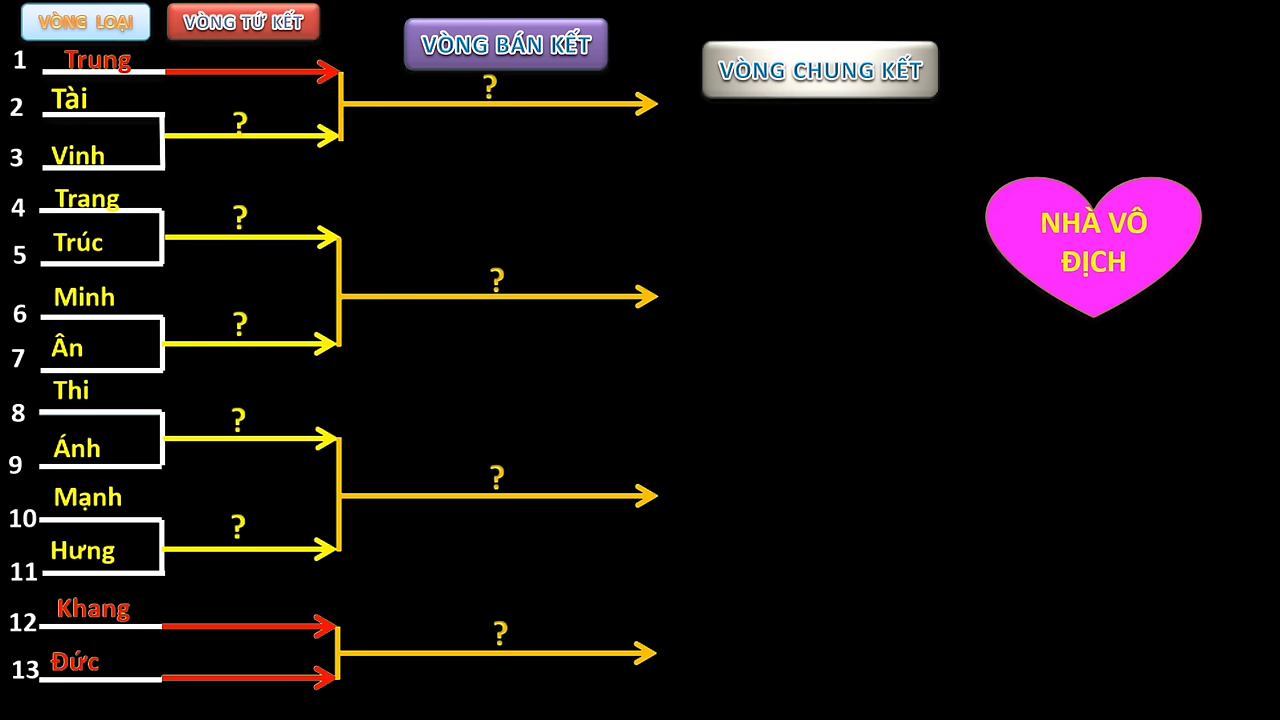 VÒNG LOẠI
VÒNG TỨ KẾT
VÒNG BÁN KẾT
VÒNG CHUNG KẾT
1 Trung
2 Tài
?
?
3 Vinh
4 Trang
?
5 Trúc
NHÀ VÔ
ĐỊCH
6 Minh
?
?
7 Ân
8 Thi
?
9 Ánh
?
10 Mạnh
?
11 Hưng
12 Khang
?
13 Đức